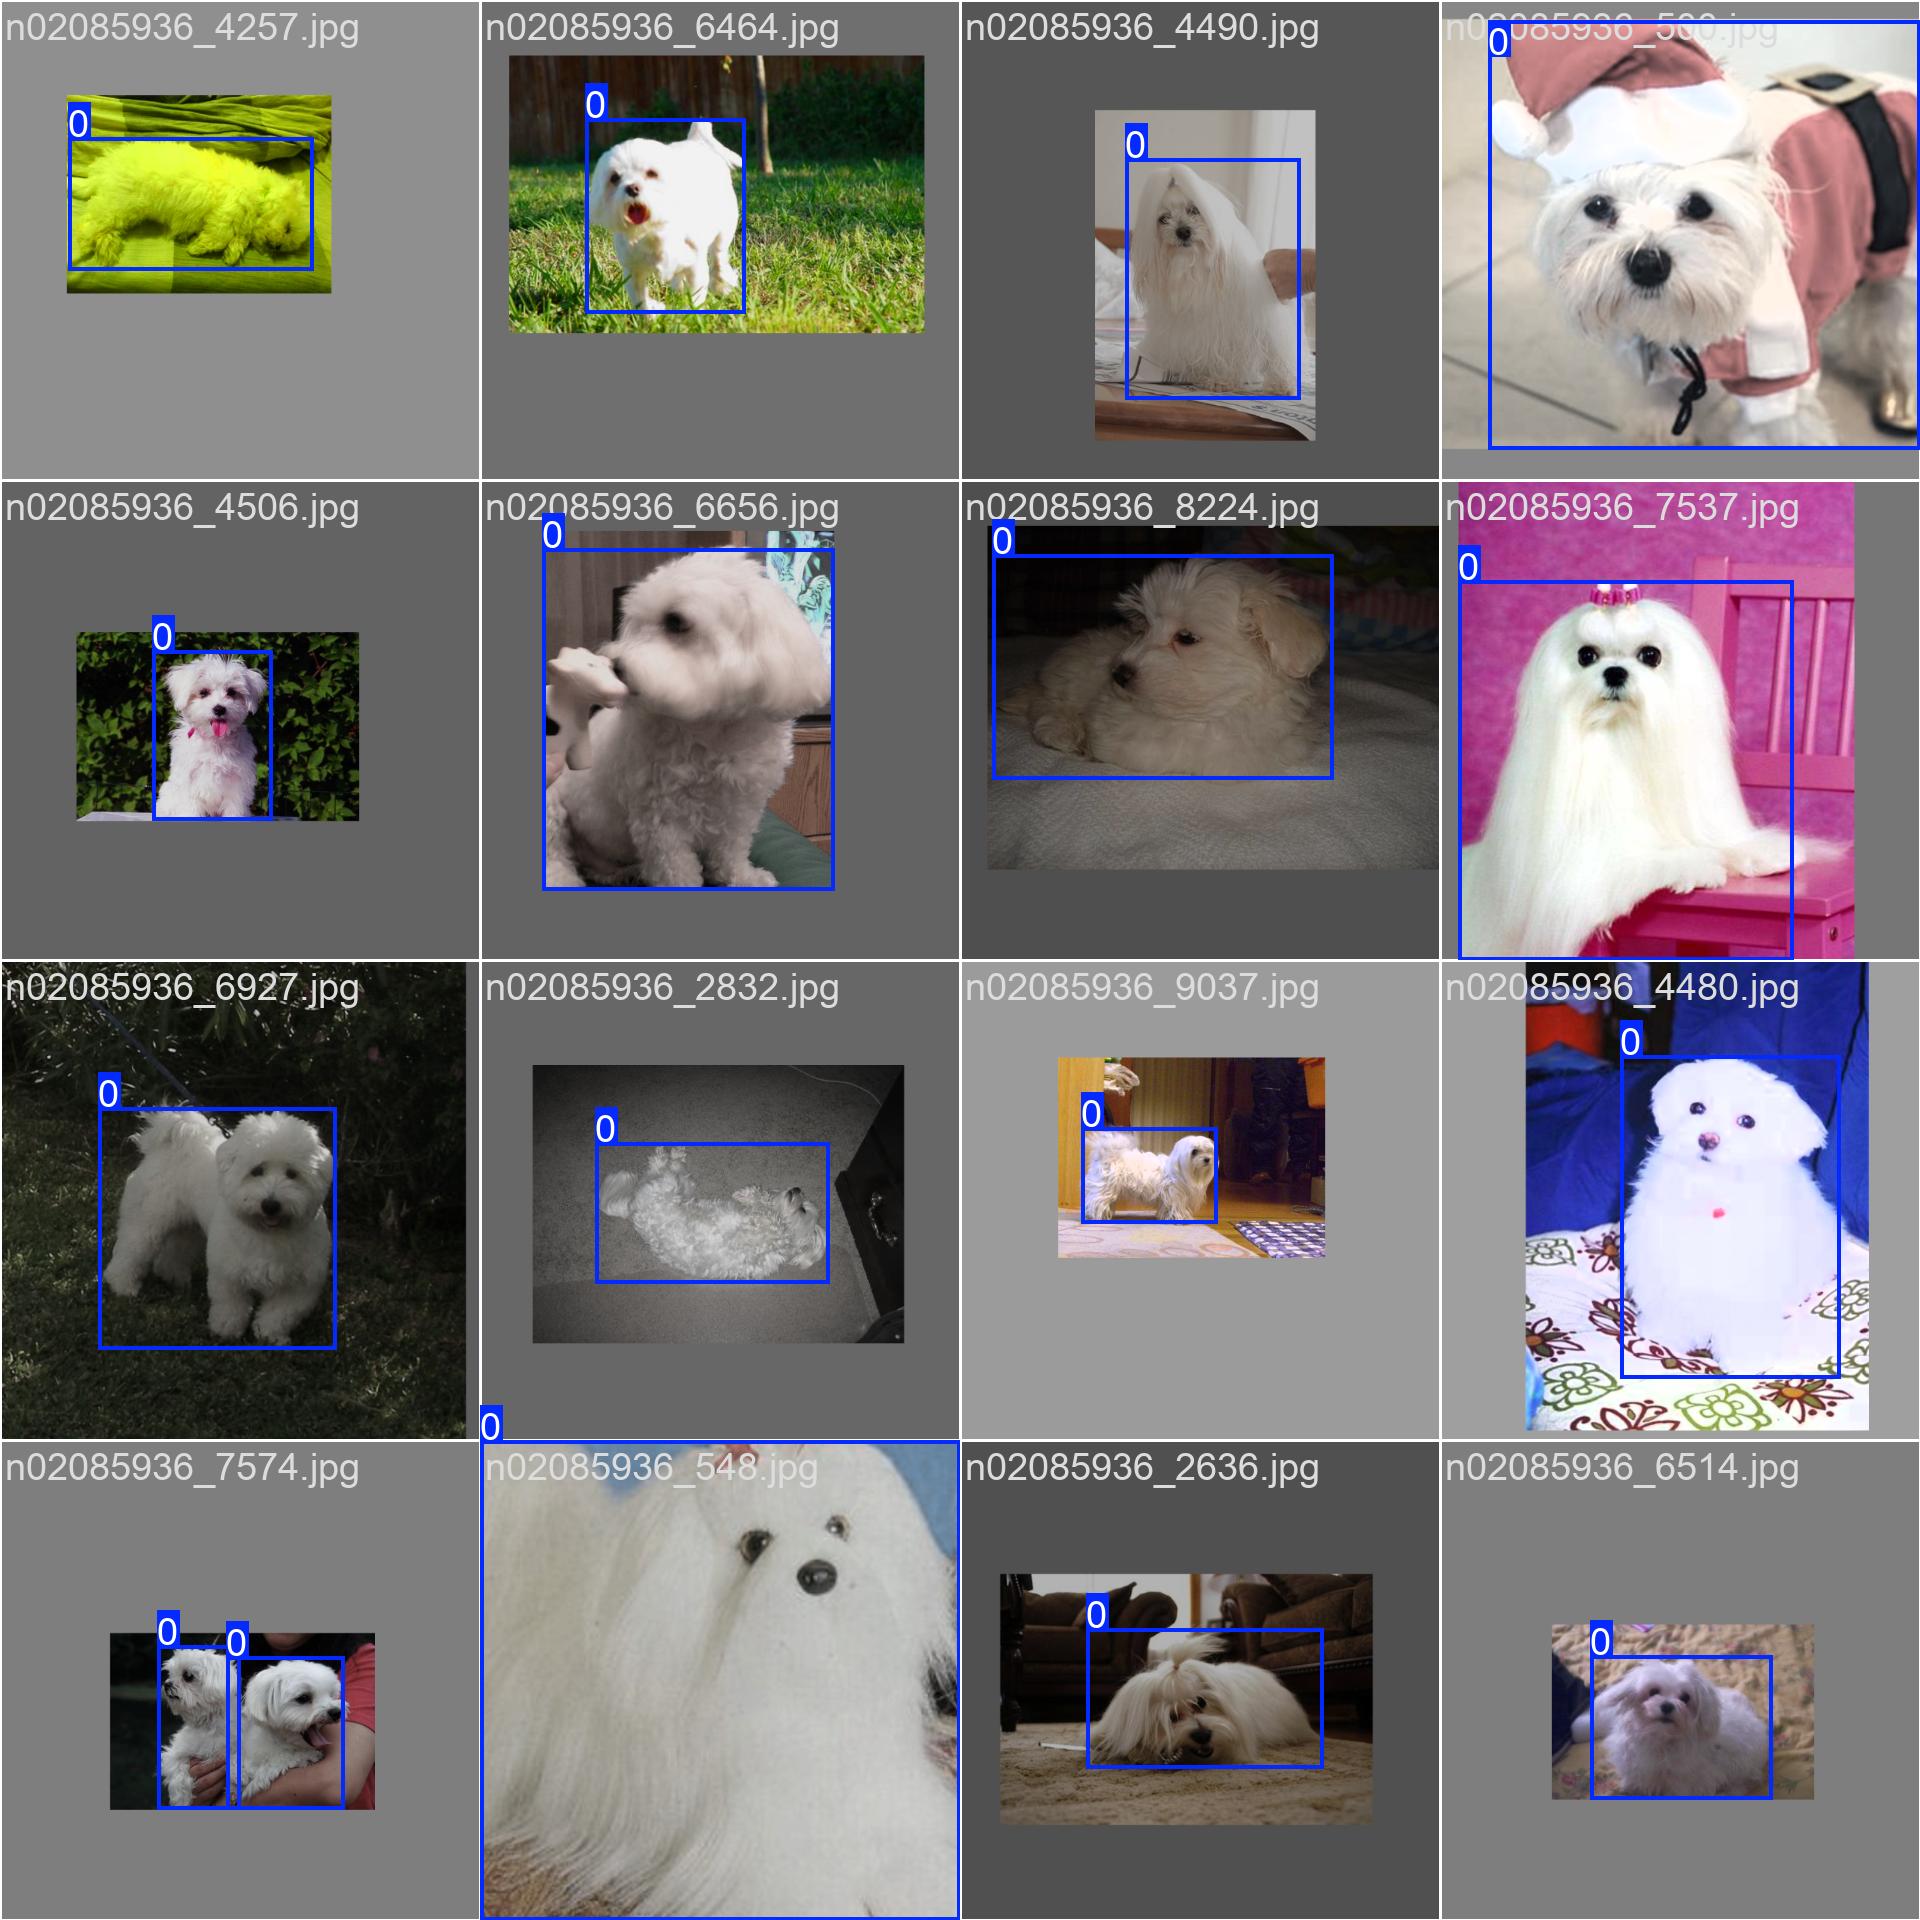 n02085936_4257.jpg
0
n02085936_6464.jpg
0
n02085936_4490.jpg
0
n02085936_500.jpg
0
n02085936_4506.jpg
0
n02085936_6656.jpg
0
n02085936_8224.jpg
0
n02085936_7537.jpg
0
n02085936_6927.jpg
0
n02085936_2832.jpg
0
n02085936_9037.jpg
0
n02085936_4480.jpg
0
n02085936_7574.jpg
0
0
n02085936_548.jpg
0
n02085936_2636.jpg
0
n02085936_6514.jpg
0